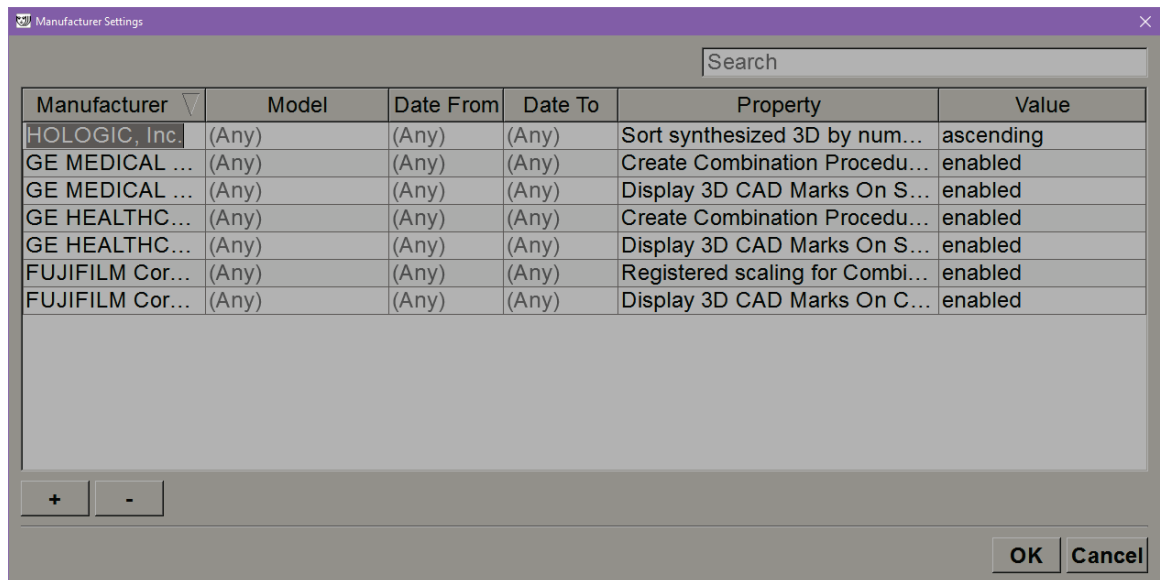 Manufacturer Settings
Search
Manufacturer Model Date From Date To Property Value
HOLOGIC, Inc. (Any) (Any) (Any) Sort synthesized 3D by num... ascending
GE MEDICAL ... (Any) (Any) (Any) Create Combination Procedu... enabled
GE MEDICAL ... (Any) (Any) (Any) Display 3D CAD Marks On S... enabled
GE HEALTHC... (Any) (Any) (Any) Create Combination Procedu... enabled
GE HEALTHC... (Any) (Any) (Any) Display 3D CAD Marks On S... enabled
FUJIFILM Cor... (Any) (Any) (Any) Registered scaling for Combi... enabled
FUJIFILM Cor... (Any) (Any) (Any) Display 3D CAD Marks On C... enabled
+ -
OK Cancel